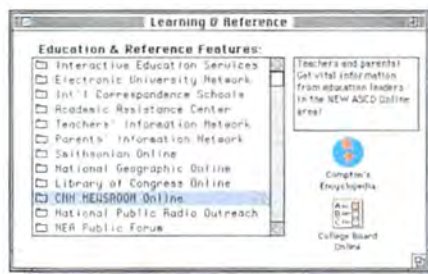 Learning & Reference
Education & Reference Features:
Interactive Education Services
Electronic University Network
Int'l Correspondence Schools
Academic Assistance Center
Teachers' Information Network
Parents' Information Network
Smithsonian Online
National Geographic Online
Library of Congress Online
CNN NEWSROOM Online
National Public Radio Outreach
NEA Public Forum
Teachers and parents!
Get vital information
from education leaders
in the NEW ASCD Online
area!
Compton's
Encyclopedia
College Board
Online